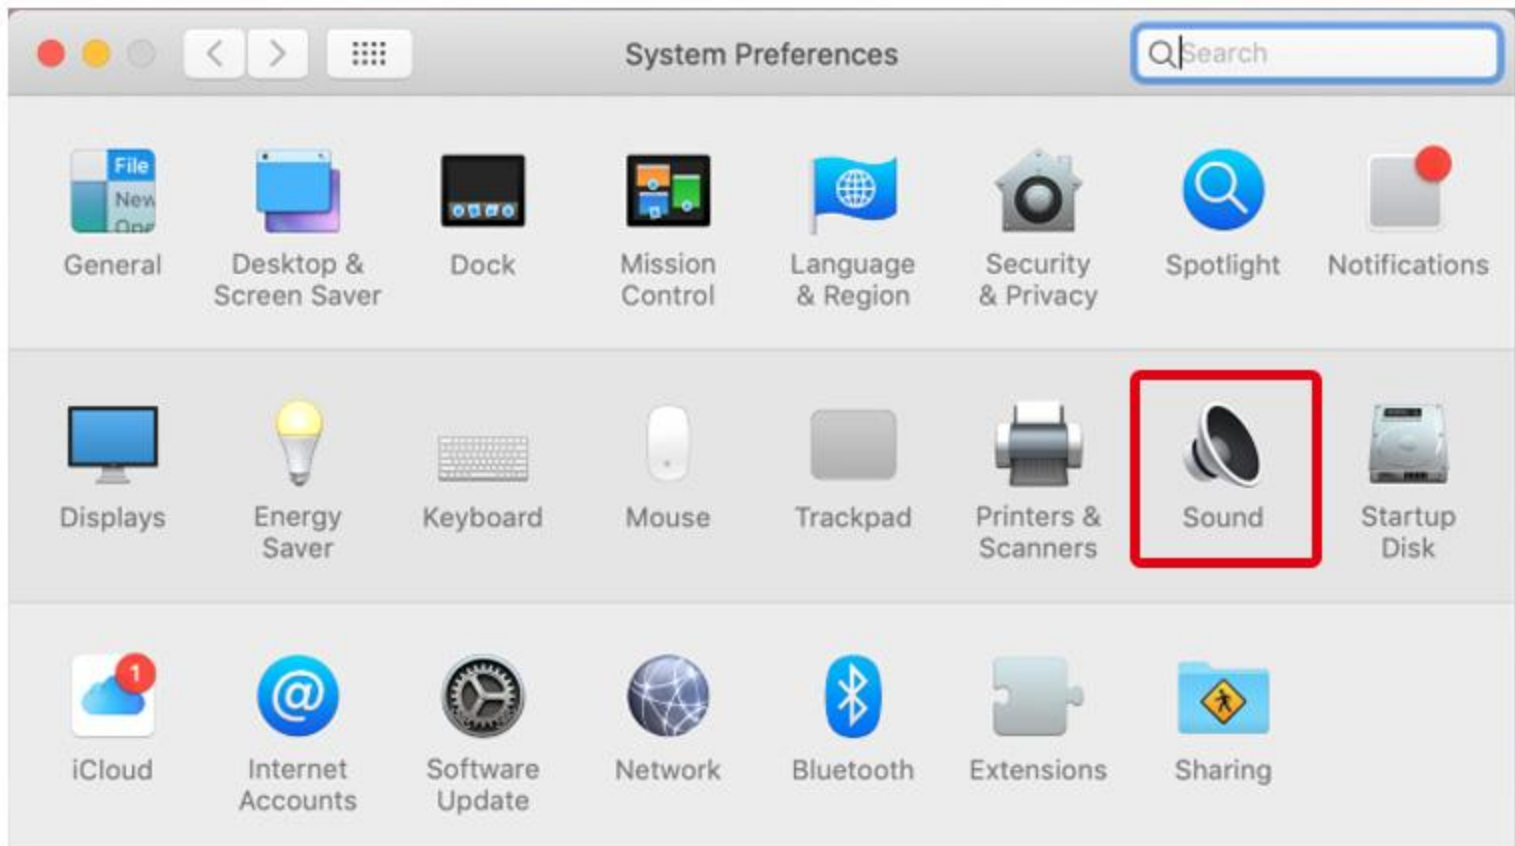 System Preferences
Search
File
New
Ope
General
Desktop &
Screen Saver
Dock
Mission
Control
Language
& Region
Security
& Privacy
Spotlight
Notifications
Displays
Energy
Saver
Keyboard
Mouse
Trackpad
Printers &
Scanners
Sound
Startup
Disk
1
iCloud
@
Internet
Accounts
Software
Update
Network
Bluetooth
Extensions
Sharing